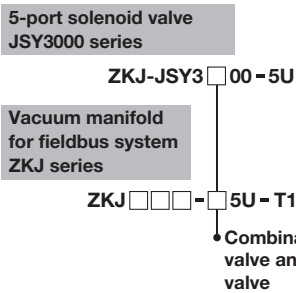 5-port solenoid valve
JSY3000 series
ZKJ-JSY3□00-5U
Vacuum manifold
for fieldbus system
ZKJ series
ZKJ□□□-□5U-T1
Combina
valve an
valve